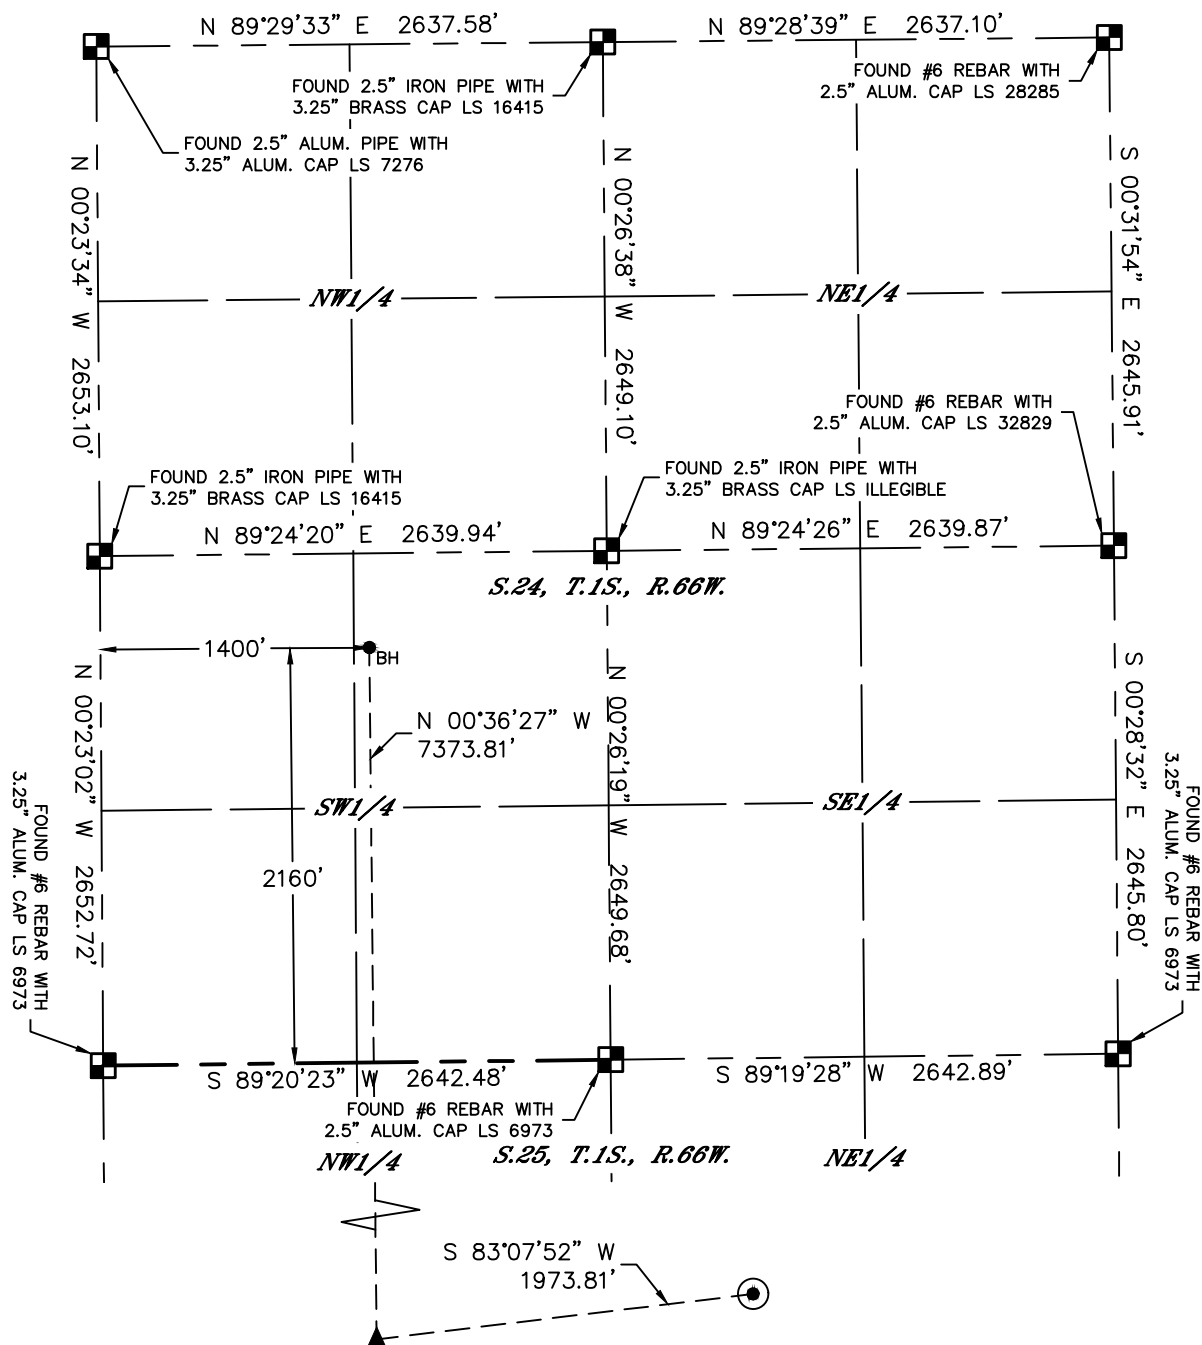 N 89°29'33" E 2637.58'
N 89°28'39" E 2637.10'
FOUND 2.5" IRON PIPE WITH
3.25" BRASS CAP LS 16415
FOUND #6 REBAR WITH
2.5" ALUM. CAP LS 28285
FOUND 2.5" ALUM. PIPE WITH
3.25" ALUM. CAP LS 7276
N 00°23'34" W 2653.10'
N 00°26'38" W 2649.10'
S 00°31'54" E 2645.91'
NW1/4
NE1/4
FOUND #6 REBAR WITH
2.5" ALUM. CAP LS 32829
FOUND 2.5" IRON PIPE WITH
3.25" BRASS CAP LS 16415
FOUND 2.5" IRON PIPE WITH
3.25" BRASS CAP LS ILLEGIBLE
N 89°24'20" E 2639.94'
N 89°24'26" E 2639.87'
S.24, T.1S., R.66W.
1400'
BH
N 00°36'27" W
7373.81'
N 00°23'02" W 2652.72'
N 00°26'19" W 2649.68'
S 00°28'32" E 2645.80'
SW1/4
SE1/4
2160'
FOUND #6 REBAR WITH
3.25" ALUM. CAP LS 6973
FOUND #6 REBAR WITH
3.25" ALUM. CAP LS 6973
S 89°20'23" W 2642.48'
S 89°19'28" W 2642.89'
FOUND #6 REBAR WITH
2.5" ALUM. CAP LS 6973
NW1/4
S.25, T.1S., R.66W.
NE1/4
S 83°07'52" W
1973.81'